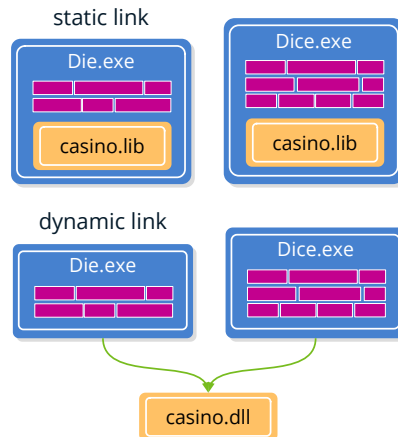 static link
Die.exe
Dice.exe
casino.lib
casino.lib
dynamic link
Die.exe
Dice.exe
casino.dll